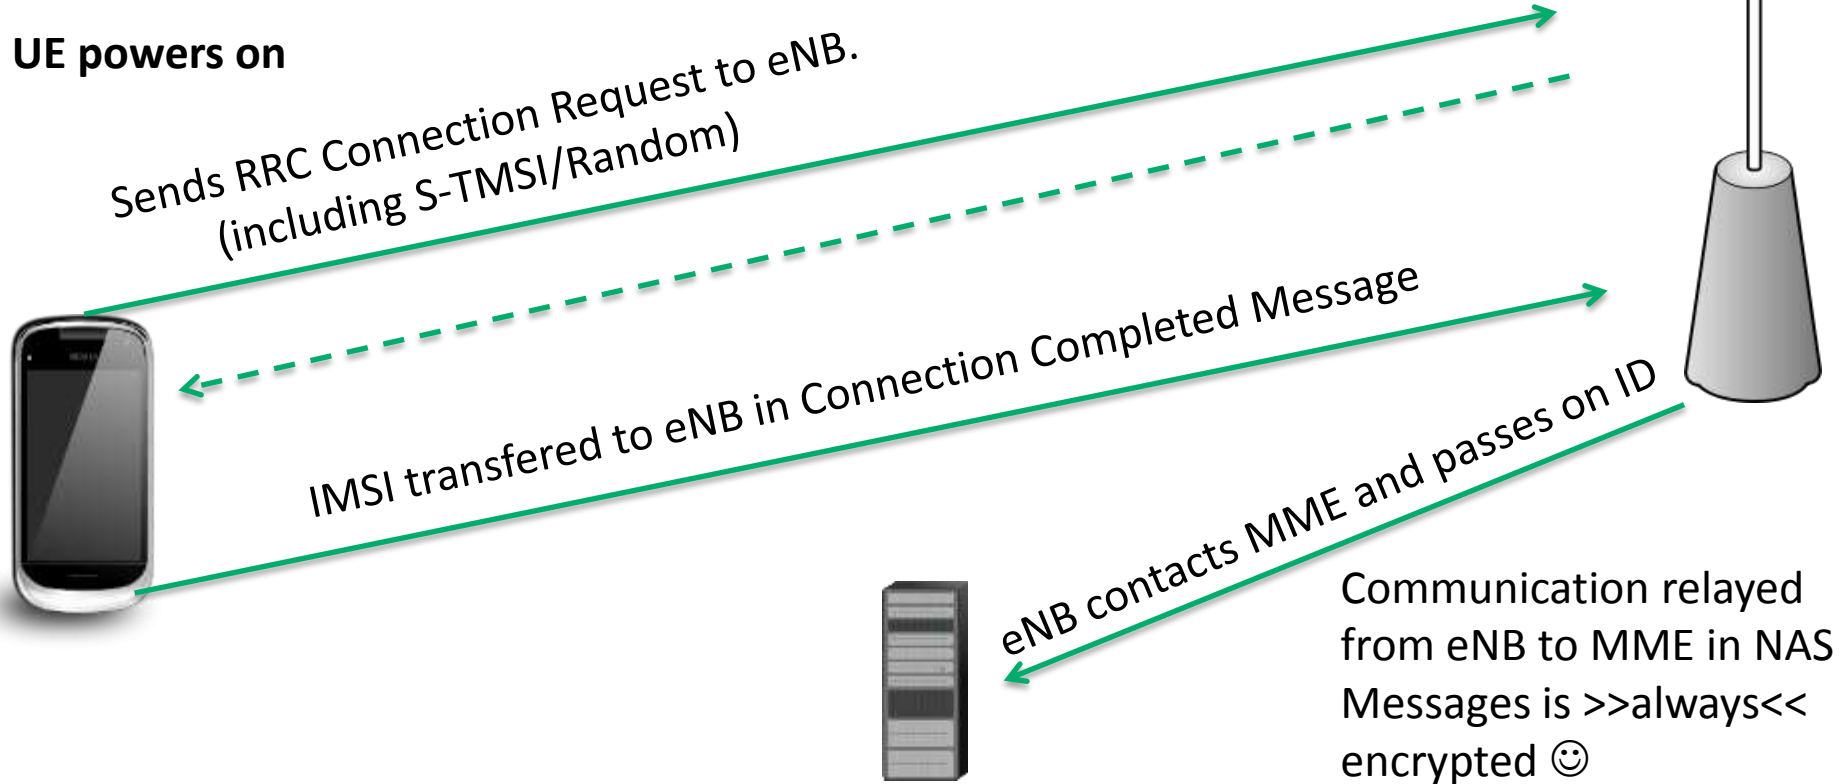 UE powers on
Sends RRC Connection Request to eNB.
(including S-TMSI/Random)
IMSI transfered to eNB in Connection Completed Message
eNB contacts MME and passes on ID
Communication relayed
from eNB to MME in NAS
Messages is >>always<<
encrypted ☺